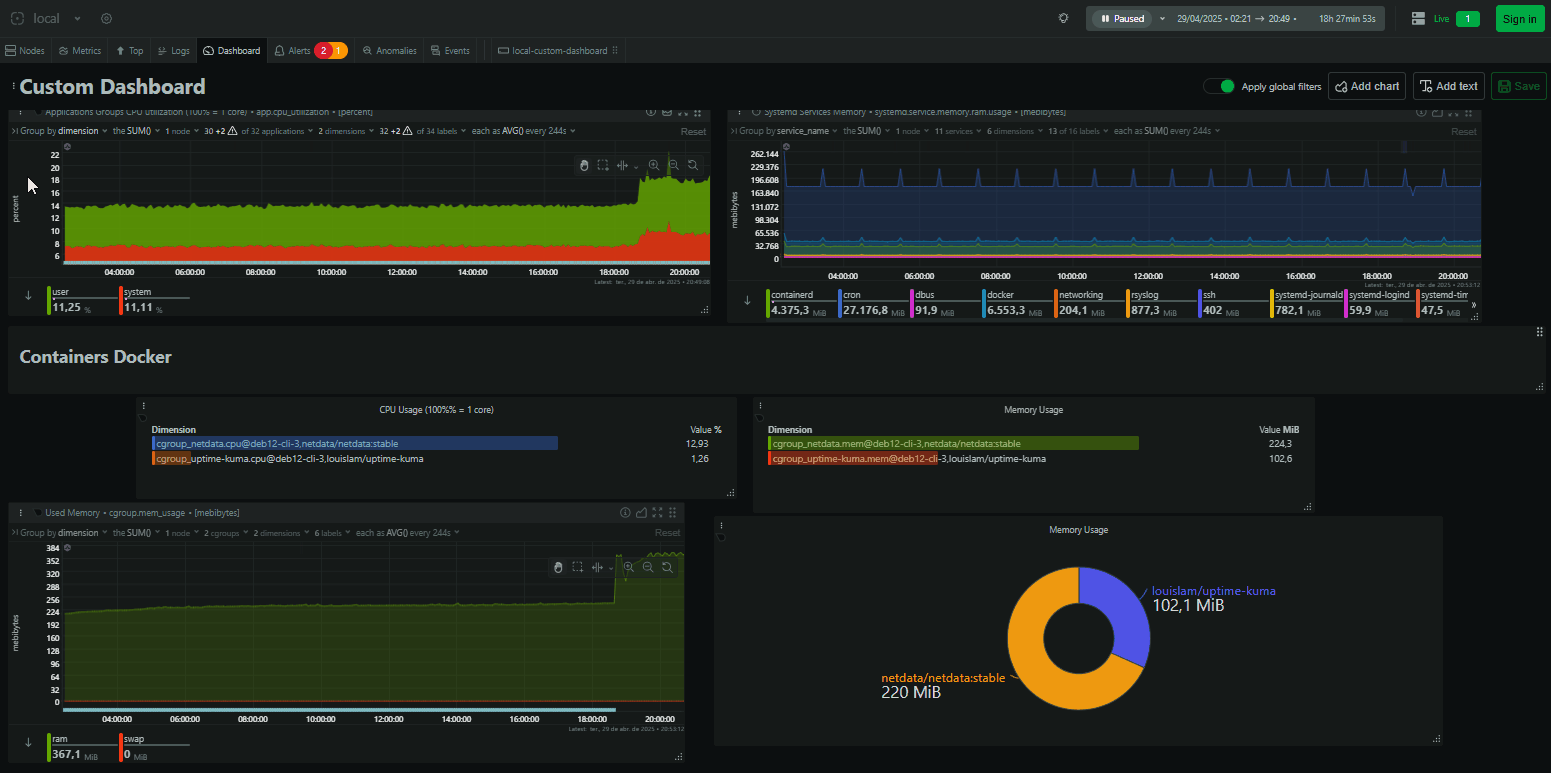 local
Paused 29/04/2025 • 02:21 → 20:49 • 18h 27min 53s
Live 1
Sign in
Nodes Metrics Top Logs Dashboard Alerts 2 1 Anomalies Events local-custom-dashboard
Custom Dashboard
Apply global filters Add chart Add text Save
Applications Groups CPU Utilization (100% = 1 core) • app.cpu_utilization • [percent]
Group by dimension the SUM() 1 node 30 +2 of 32 applications 2 dimensions 32 +2 of 34 labels each as AVG() every 244s Reset
percent
22
20
18
16
14
12
10
8
6
04:00:00 06:00:00 08:00:00 10:00:00 12:00:00 14:00:00 16:00:00 18:00:00 20:00:00
Latest: ter., 29 de abr. de 2025 • 20:49:08
user system
11,25 % 11,11 %
Systemd Services Memory • systemd.service.memory.ram.usage • [mebibytes]
Group by service_name the SUM() 1 node 11 services 6 dimensions 13 of 16 labels each as SUM() every 244s Reset
mebibytes
262.144
229.376
196.608
163.840
131.072
98.304
65.536
32.768
0
04:00:00 06:00:00 08:00:00 10:00:00 12:00:00 14:00:00 16:00:00 18:00:00 20:00:00
Latest: ter., 29 de abr. de 2025 • 20:53:12
containerd cron dbus docker networking rsyslog ssh systemd-journald systemd-logind systemd-tim
4.375,3 MiB 27.176,8 MiB 91,9 MiB 6.553,3 MiB 204,1 MiB 877,3 MiB 402 MiB 782,1 MiB 59,9 MiB 47,5 MiB
Containers Docker
CPU Usage (100%% = 1 core)
Dimension Value %
cgroup_netdata.cpu@deb12-cli-3,netdata/netdata:stable 12,93
cgroup_uptime-kuma.cpu@deb12-cli-3,louislam/uptime-kuma 1,26
Memory Usage
Dimension Value MiB
cgroup_netdata.mem@deb12-cli-3,netdata/netdata:stable 224,3
cgroup_uptime-kuma.mem@deb12-cli-3,louislam/uptime-kuma 102,6
Used Memory • cgroup.mem_usage • [mebibytes]
Group by dimension the SUM() 1 node 2 cgroups 2 dimensions 6 labels each as AVG() every 244s Reset
mebibytes
384
352
320
288
256
224
192
160
128
96
64
32
0
04:00:00 06:00:00 08:00:00 10:00:00 12:00:00 14:00:00 16:00:00 18:00:00 20:00:00
Latest: ter., 29 de abr. de 2025 • 20:53:12
ram swap
367,1 MiB 0 MiB
Memory Usage
louislam/uptime-kuma
102,1 MiB
netdata/netdata:stable
220 MiB